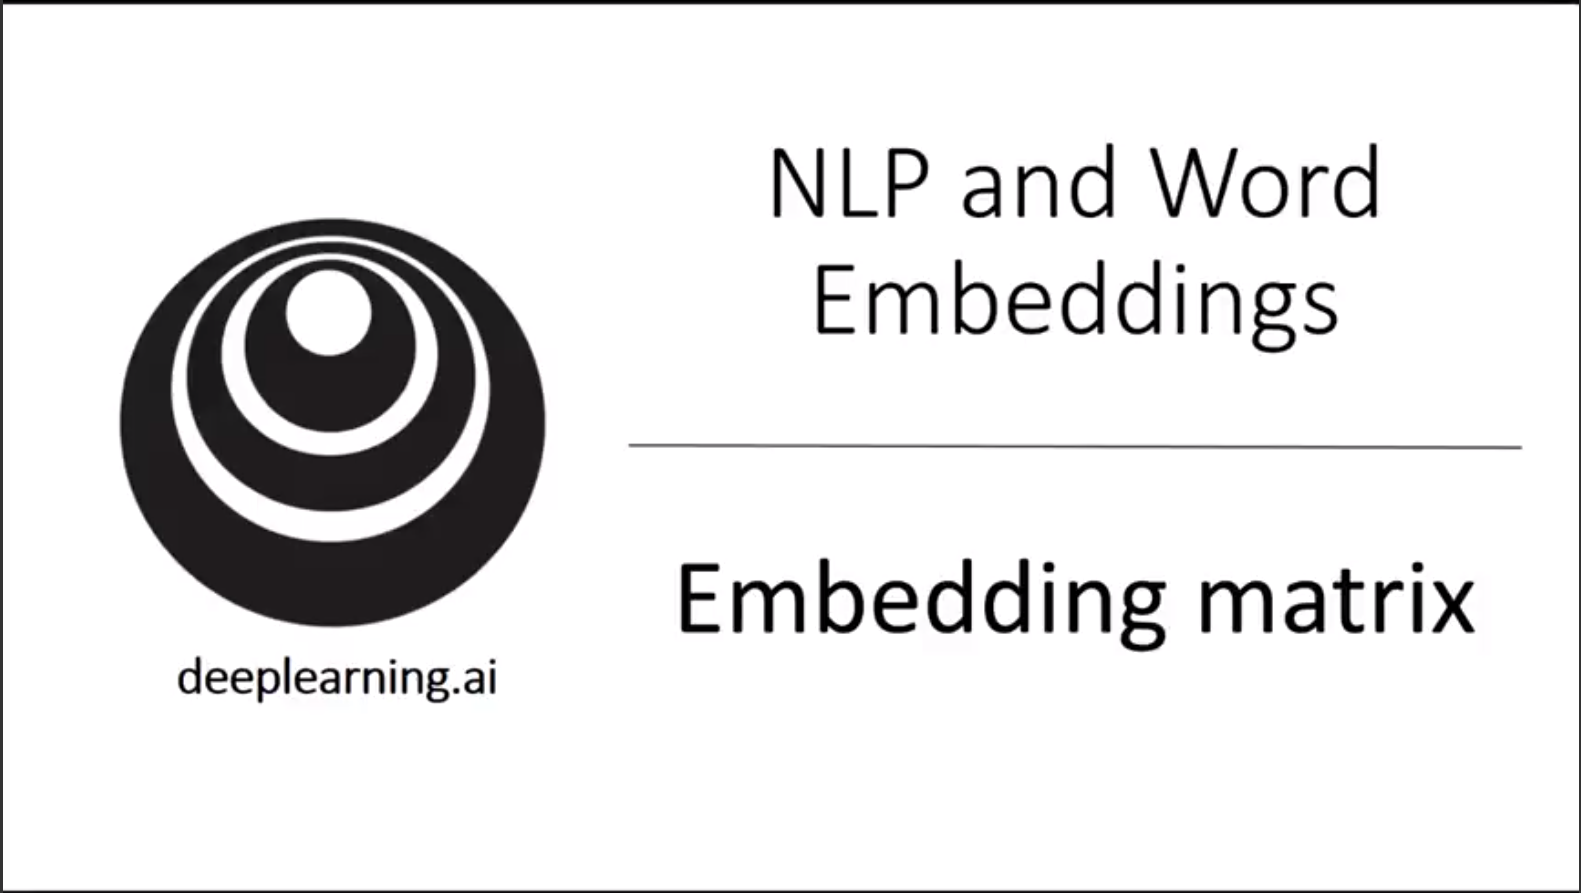 NLP and Word
Embeddings
Embedding matrix
deeplearning.ai